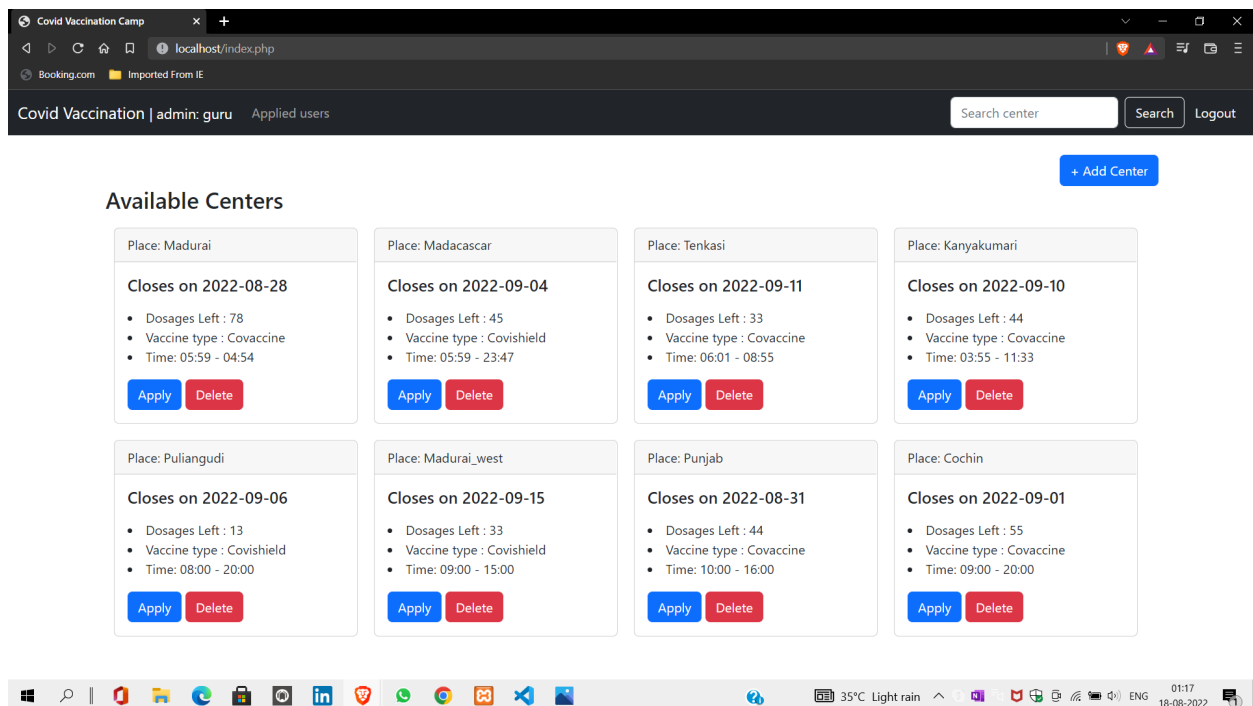 Covid Vaccination Camp
localhost/index.php
Booking.com Imported From IE
Covid Vaccination | admin: guru Applied users Search center Search Logout
+ Add Center
Available Centers
Place: Madurai
Closes on 2022-08-28
Dosages Left : 78
Vaccine type : Covaccine
Time: 05:59 - 04:54
Apply Delete
Place: Madacascar
Closes on 2022-09-04
Dosages Left : 45
Vaccine type : Covishield
Time: 05:59 - 23:47
Apply Delete
Place: Tenkasi
Closes on 2022-09-11
Dosages Left : 33
Vaccine type : Covaccine
Time: 06:01 - 08:55
Apply Delete
Place: Kanyakumari
Closes on 2022-09-10
Dosages Left : 44
Vaccine type : Covaccine
Time: 03:55 - 11:33
Apply Delete
Place: Puliangudi
Closes on 2022-09-06
Dosages Left : 13
Vaccine type : Covishield
Time: 08:00 - 20:00
Apply Delete
Place: Madurai_west
Closes on 2022-09-15
Dosages Left : 33
Vaccine type : Covishield
Time: 09:00 - 15:00
Apply Delete
Place: Punjab
Closes on 2022-08-31
Dosages Left : 44
Vaccine type : Covaccine
Time: 10:00 - 16:00
Apply Delete
Place: Cochin
Closes on 2022-09-01
Dosages Left : 55
Vaccine type : Covaccine
Time: 09:00 - 20:00
Apply Delete
35°C Light rain ENG
01:17
18-08-2022